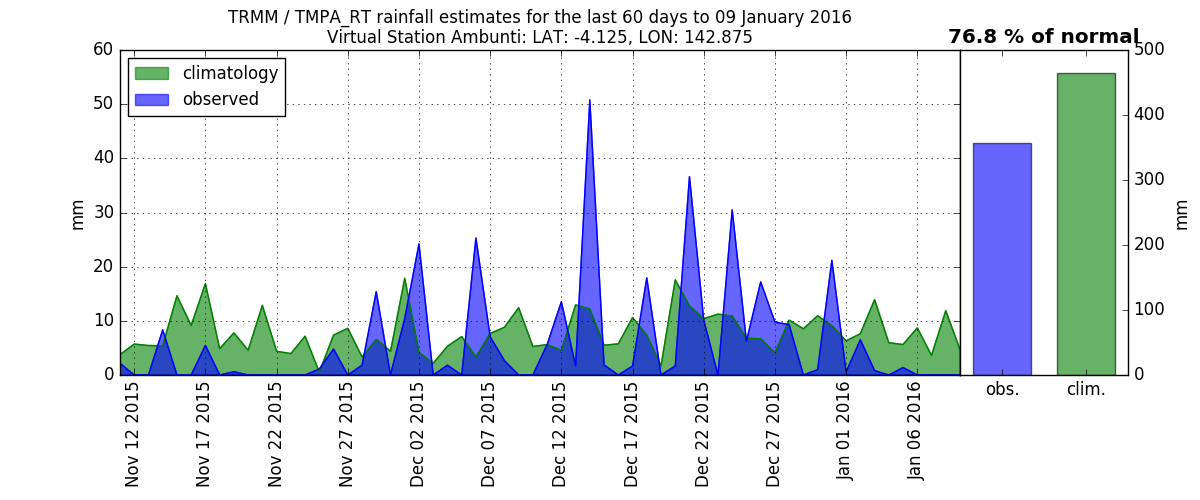 TRMM / TMPA_RT rainfall estimates for the last 60 days to 09 January 2016
Virtual Station Ambunti: LAT: -4.125, LON: 142.875
76.8 % of normal
climatology
observed
60
50
40
30
20
10
0
mm
Nov 12 2015
Nov 17 2015
Nov 22 2015
Nov 27 2015
Dec 02 2015
Dec 07 2015
Dec 12 2015
Dec 17 2015
Dec 22 2015
Dec 27 2015
Jan 01 2016
Jan 06 2016
500
400
300
200
100
0
mm
obs.
clim.